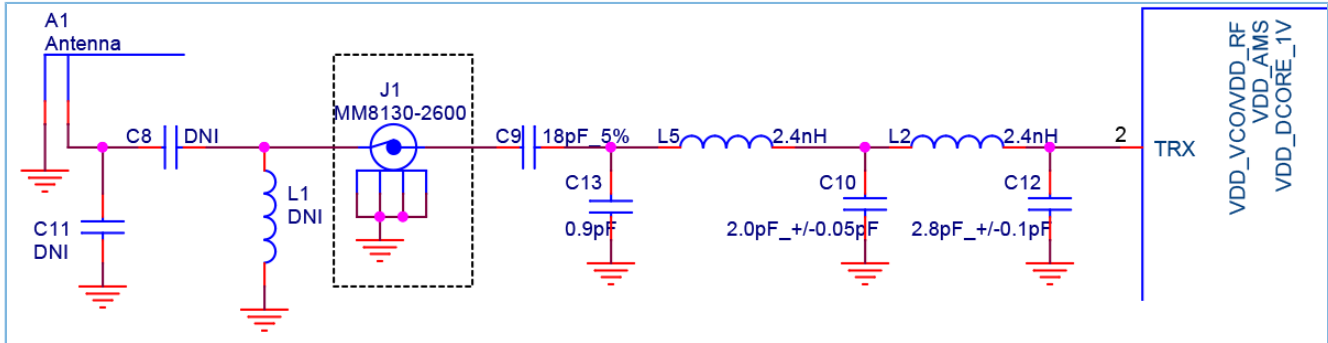 A1
Antenna
C8
DNI
C11
DNI
L1
DNI
J1
MM8130-2600
C9
18pF_5%
C13
0.9pF
L5
2.4nH
C10
2.0pF_+/-0.05pF
L2
2.4nH
C12
2.8pF_+/-0.1pF
2
TRX
VDD_VCO/VDD_RF
VDD_AMS
VDD_DCORE_1V